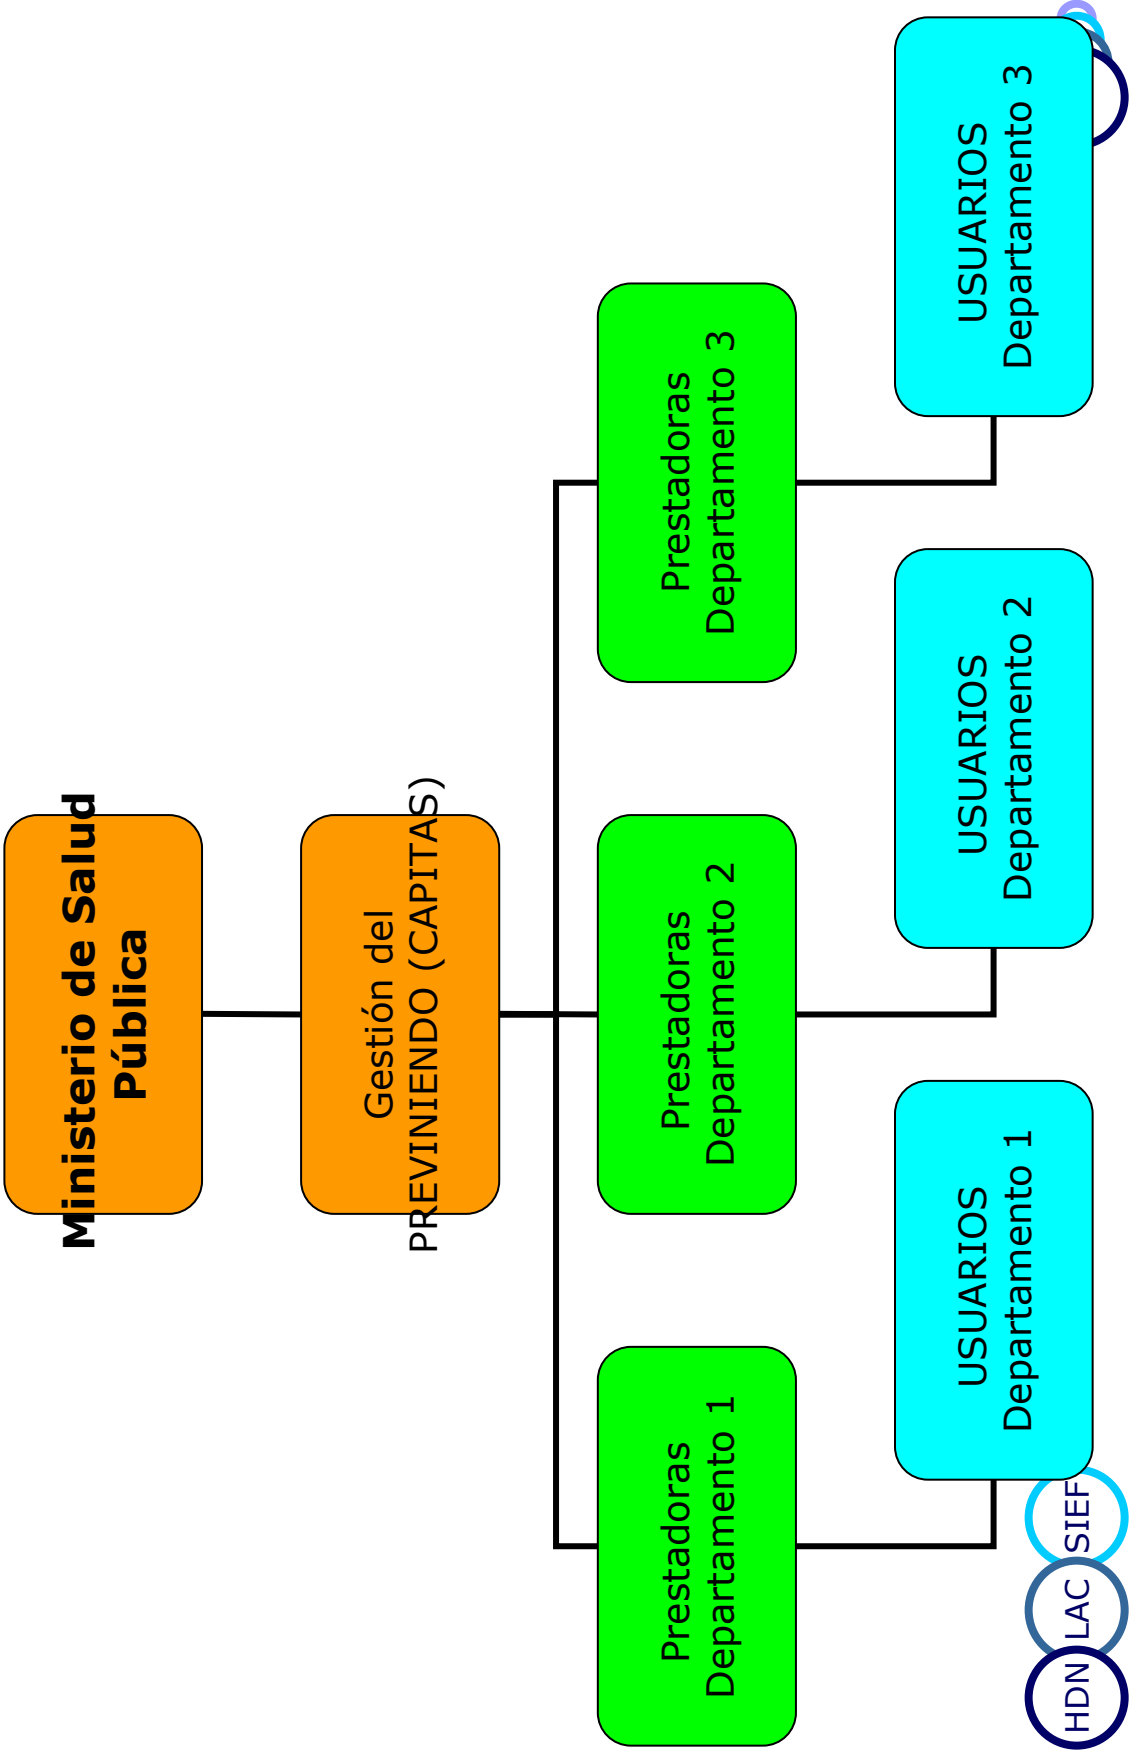 Ministerio de Salud
Pública
Gestión del
PREVINIENDO (CAPITAS)
Prestadoras
Departamento 1
Prestadoras
Departamento 2
Prestadoras
Departamento 3
USUARIOS
Departamento 1
USUARIOS
Departamento 2
USUARIOS
Departamento 3
HDN LAC SIEF